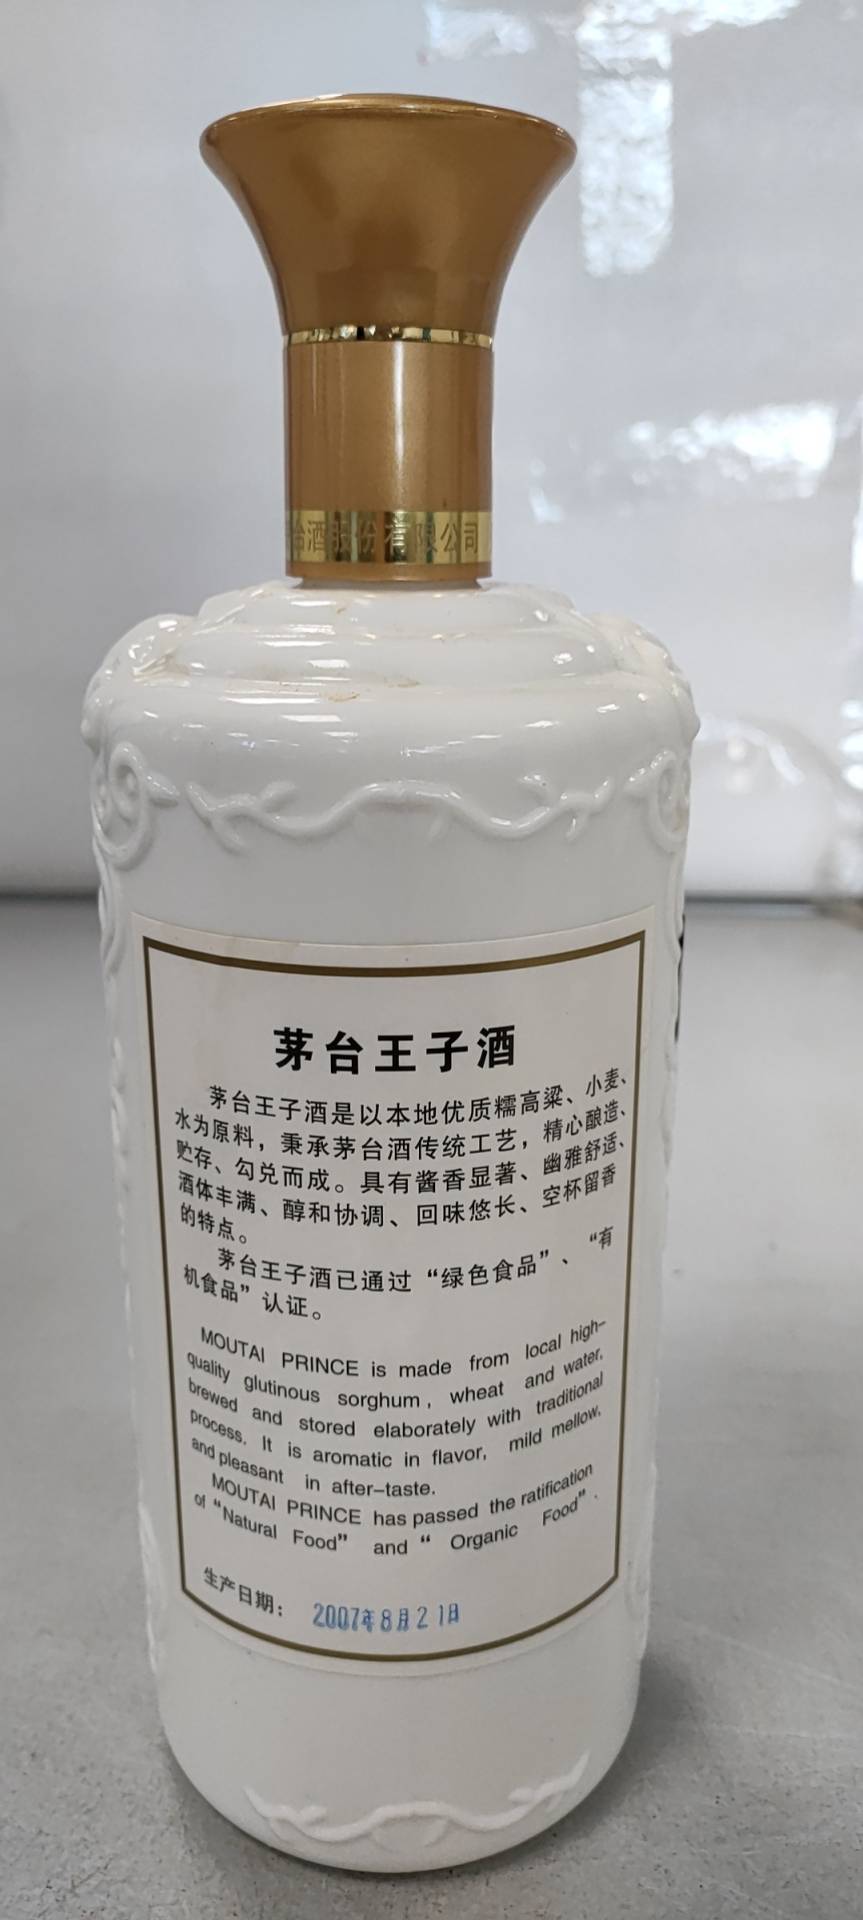 台酒股份有限公司
茅台王子酒
茅台王子酒是以本地优质糯高粱、小麦、
水为原料，秉承茅台酒传统工艺，精心酿造、
贮存、勾兑而成。具有酱香显著、幽雅舒适、
酒体丰满、醇和协调、回味悠长、空杯留香
的特点。
茅台王子酒已通过“绿色食品”、“有
机食品”认证。
MOUTAI PRINCE is made from local high-
quality glutinous sorghum, wheat and water,
brewed and stored elaborately with traditional
process. It is aromatic in flavor, mild mellow,
and pleasant in after-taste.
MOUTAI PRINCE has passed the ratification
of “Natural Food” and “ Organic Food”.
生产日期： 2007年8月21日